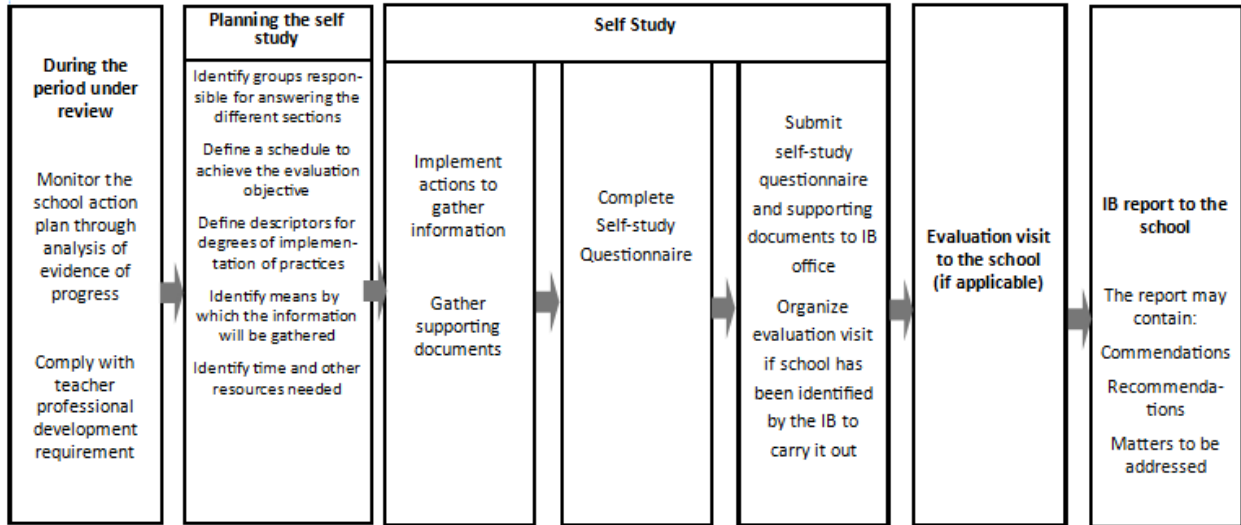 During the
period under
review
Monitor the
school action
plan through
analysis of
evidence of
progress
Comply with
teacher
professional
development
requirement
Planning the self
study
Identify groups respon-
sible for answering the
different sections
Define a schedule to
achieve the evaluation
objective
Define descriptors for
degrees of implemen-
tation of practices
Identify means by
which the information
will be gathered
Identify time and other
resources needed
Self Study
Implement
actions to
gather
information
Gather
supporting
documents
Complete
Self-study
Questionnaire
Submit
self-study
questionnaire
and supporting
documents to IB
office
Organize
evaluation visit
if school has
been identified
by the IB to
carry it out
Evaluation visit
to the school
(if applicable)
IB report to the
school
The report may
contain:
Commendations
Recommenda-
tions
Matters to be
addressed